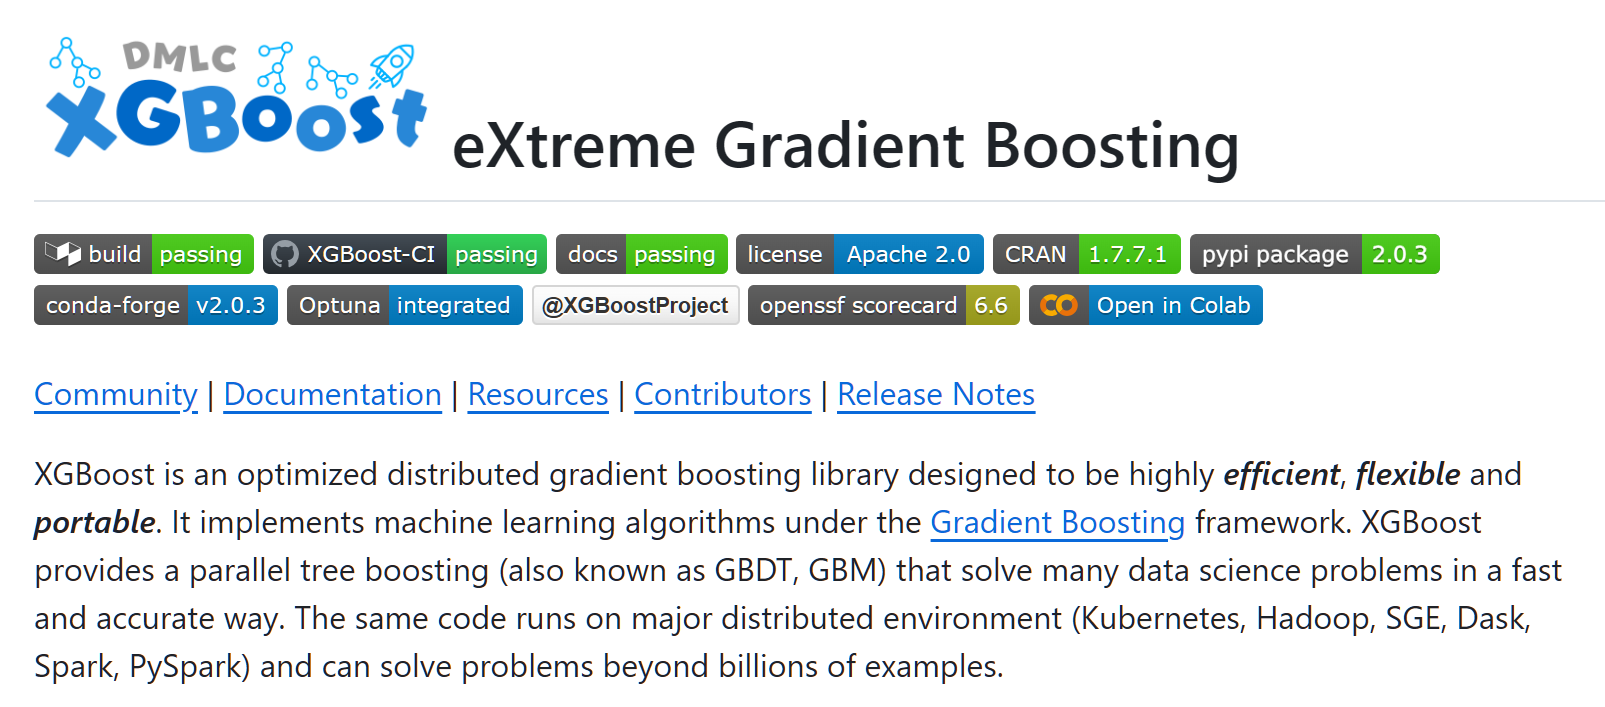 DMLC
XGBoost
eXtreme Gradient Boosting
build passing XGBoost-CI passing docs passing license Apache 2.0 CRAN 1.7.7.1 pypi package 2.0.3
conda-forge v2.0.3 Optuna integrated @XGBoostProject openssf scorecard 6.6 Open in Colab
Community | Documentation | Resources | Contributors | Release Notes
XGBoost is an optimized distributed gradient boosting library designed to be highly efficient, flexible and
portable. It implements machine learning algorithms under the Gradient Boosting framework. XGBoost
provides a parallel tree boosting (also known as GBDT, GBM) that solve many data science problems in a fast
and accurate way. The same code runs on major distributed environment (Kubernetes, Hadoop, SGE, Dask,
Spark, PySpark) and can solve problems beyond billions of examples.